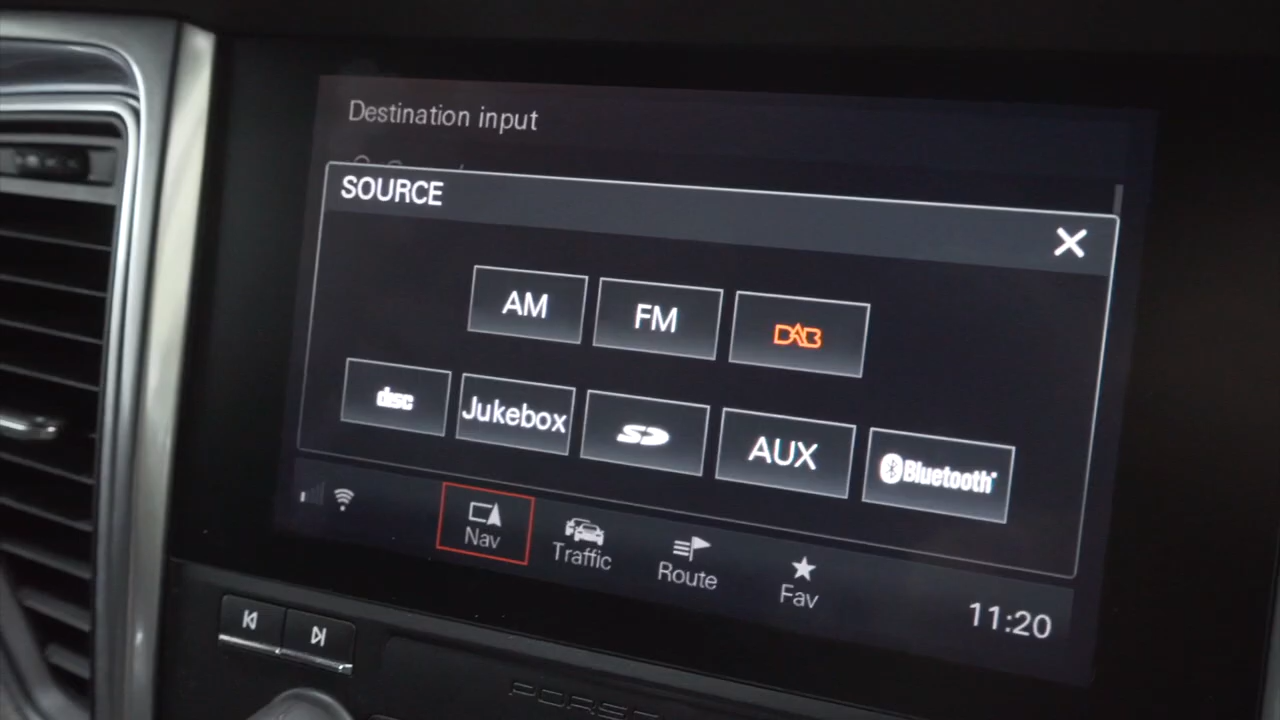 Destination input
SOURCE
AM
FM
DAB
disc
Jukebox
SD
AUX
Bluetooth
Nav
Traffic
Route
Fav
11:20